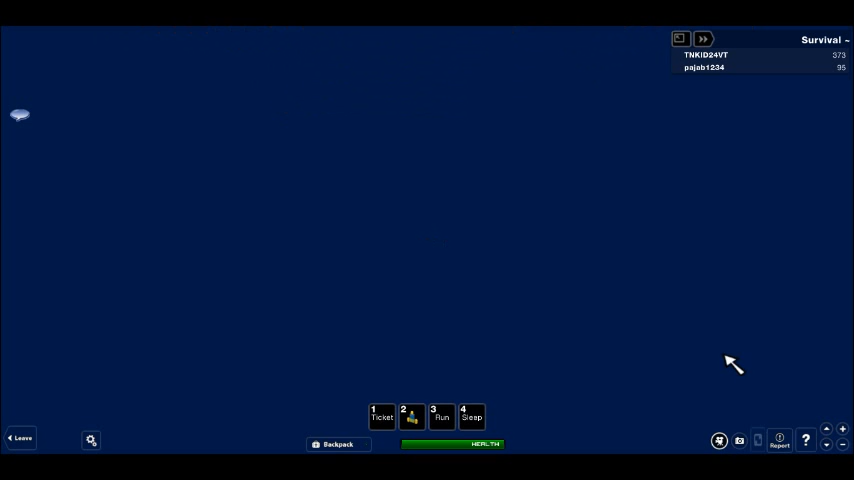 Survival ~
TNKID24VT 373
pajab1234 95
1 Ticket
2
3 Run
4 Sleep
Leave
Backpack
HEALTH
Report
?